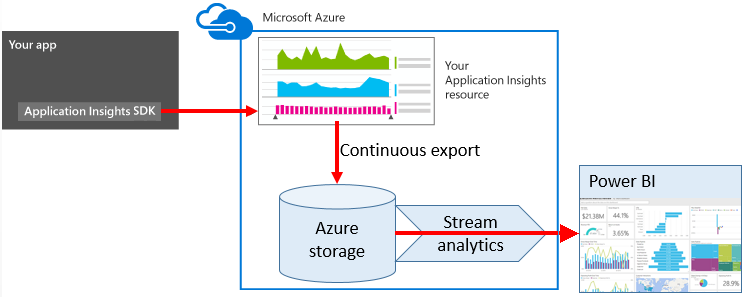 Microsoft Azure
Your app
Application Insights SDK
Your
Application Insights
resource
Continuous export
Azure
storage
Stream
analytics
Power BI
$21.38M
44.1%
3.65%
28.9%